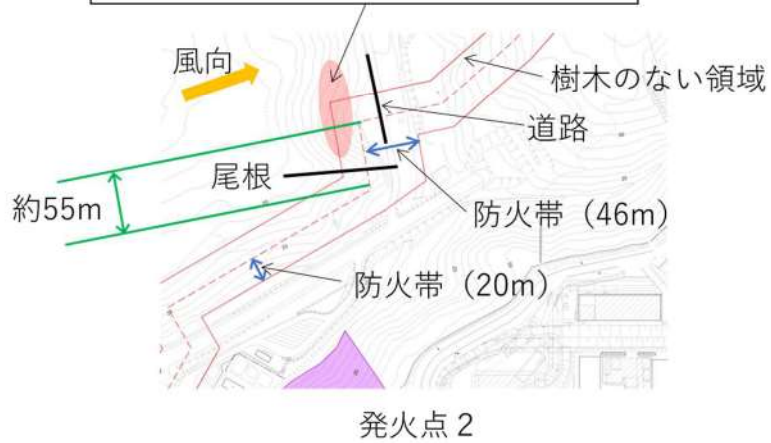 風向
樹木のない領域
道路
尾根
約55m
防火帯（46m）
防火帯（20m）
発火点２